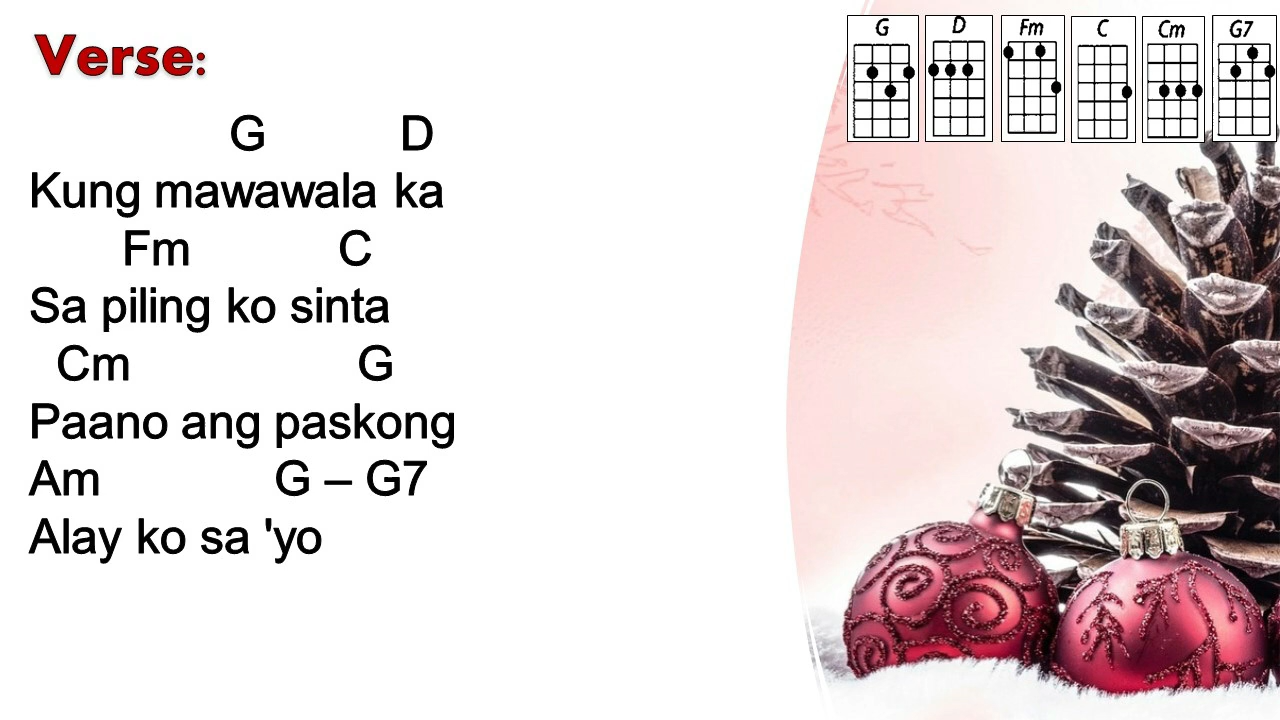 Verse:
G D Fm C Cm G7
G D
Kung mawawala ka
Fm C
Sa piling ko sinta
Cm G
Paano ang paskong
Am G – G7
Alay ko sa 'yo